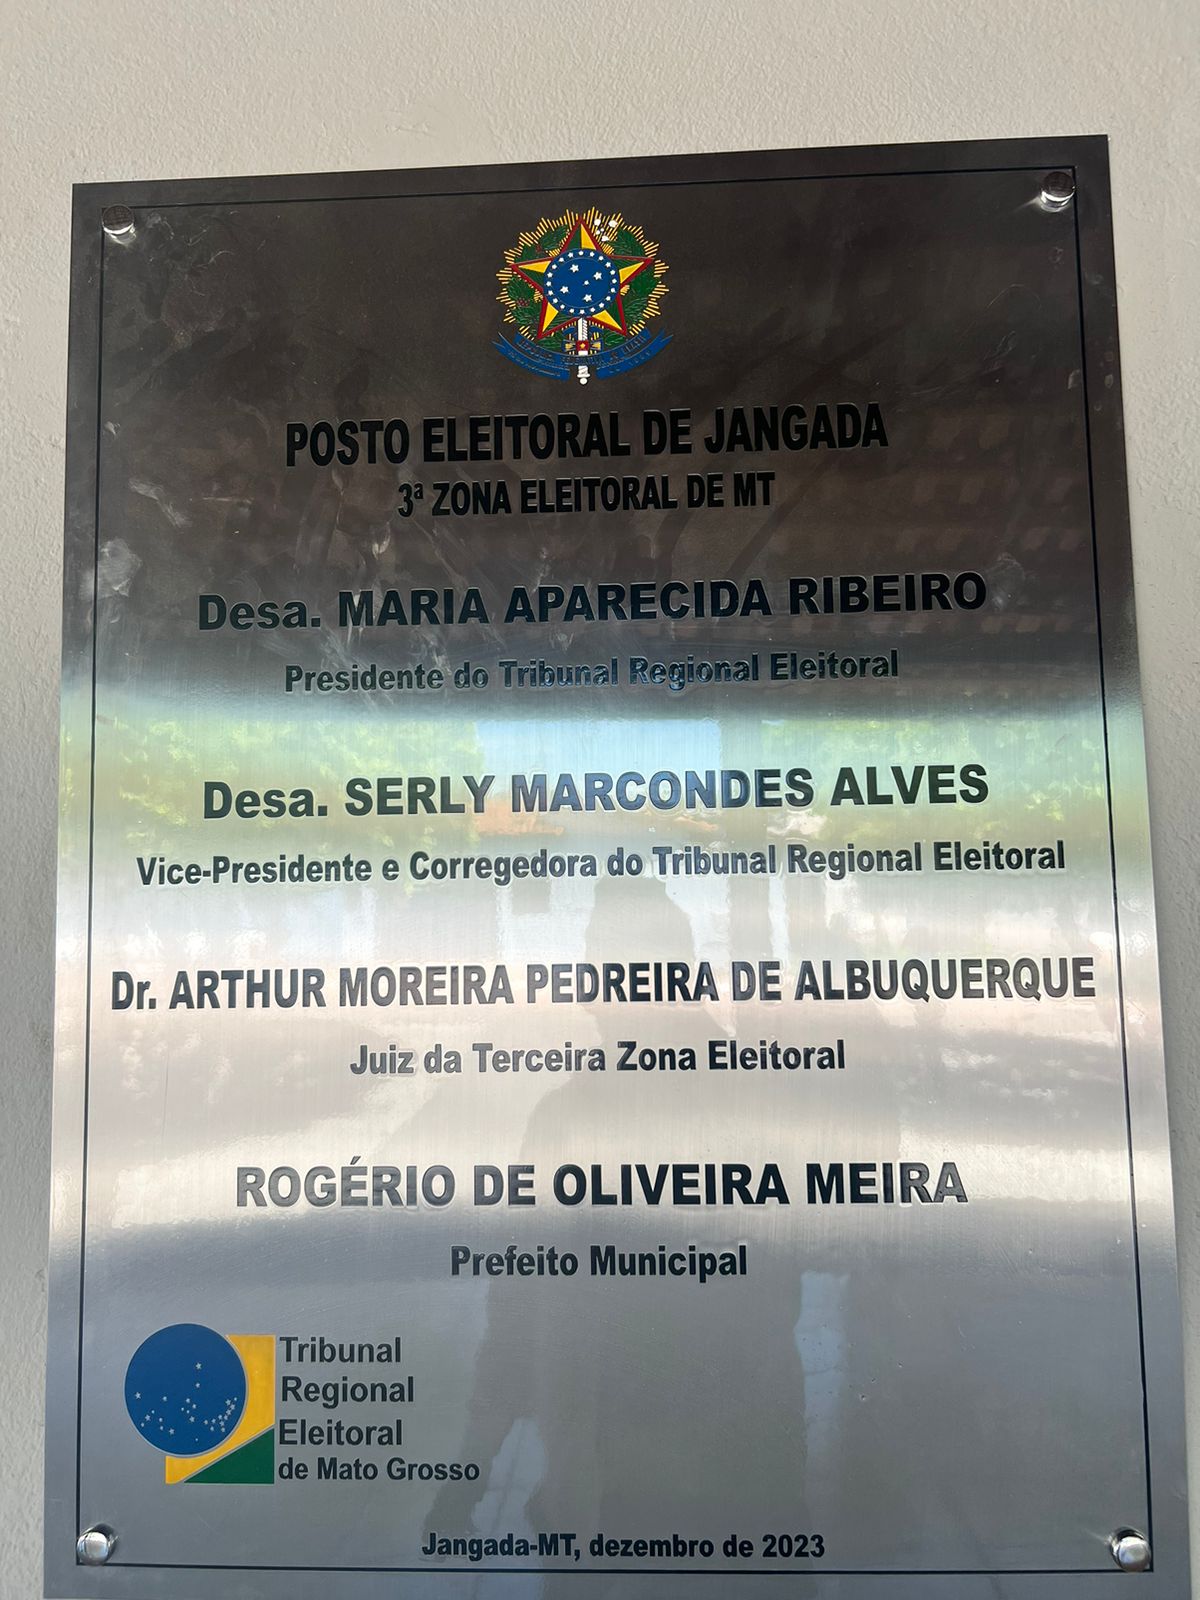 POSTO ELEITORAL DE JANGADA
3ª ZONA ELEITORAL DE MT
Desa. MARIA APARECIDA RIBEIRO
Presidente do Tribunal Regional Eleitoral
Desa. SERLY MARCONDES ALVES
Vice-Presidente e Corregedora do Tribunal Regional Eleitoral
Dr. ARTHUR MOREIRA PEDREIRA DE ALBUQUERQUE
Juiz da Terceira Zona Eleitoral
ROGÉRIO DE OLIVEIRA MEIRA
Prefeito Municipal
Tribunal
Regional
Eleitoral
de Mato Grosso
Jangada-MT, dezembro de 2023